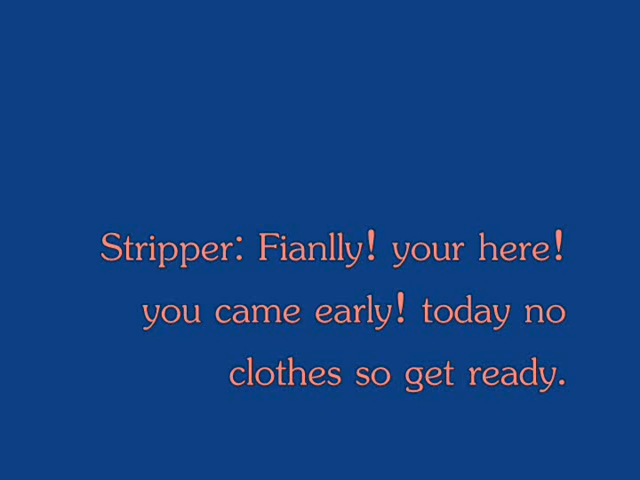 Stripper: Fianlly! your here!
you came early! today no
clothes so get ready.